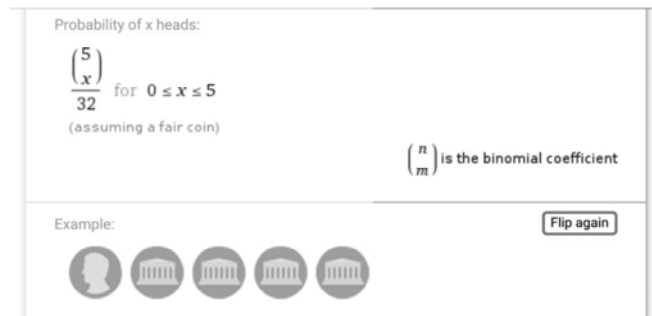 Probability of x heads:
(5
x)
32
for 0 ≤ x ≤ 5
(assuming a fair coin)
(n
m) is the binomial coefficient
Example:
Flip again